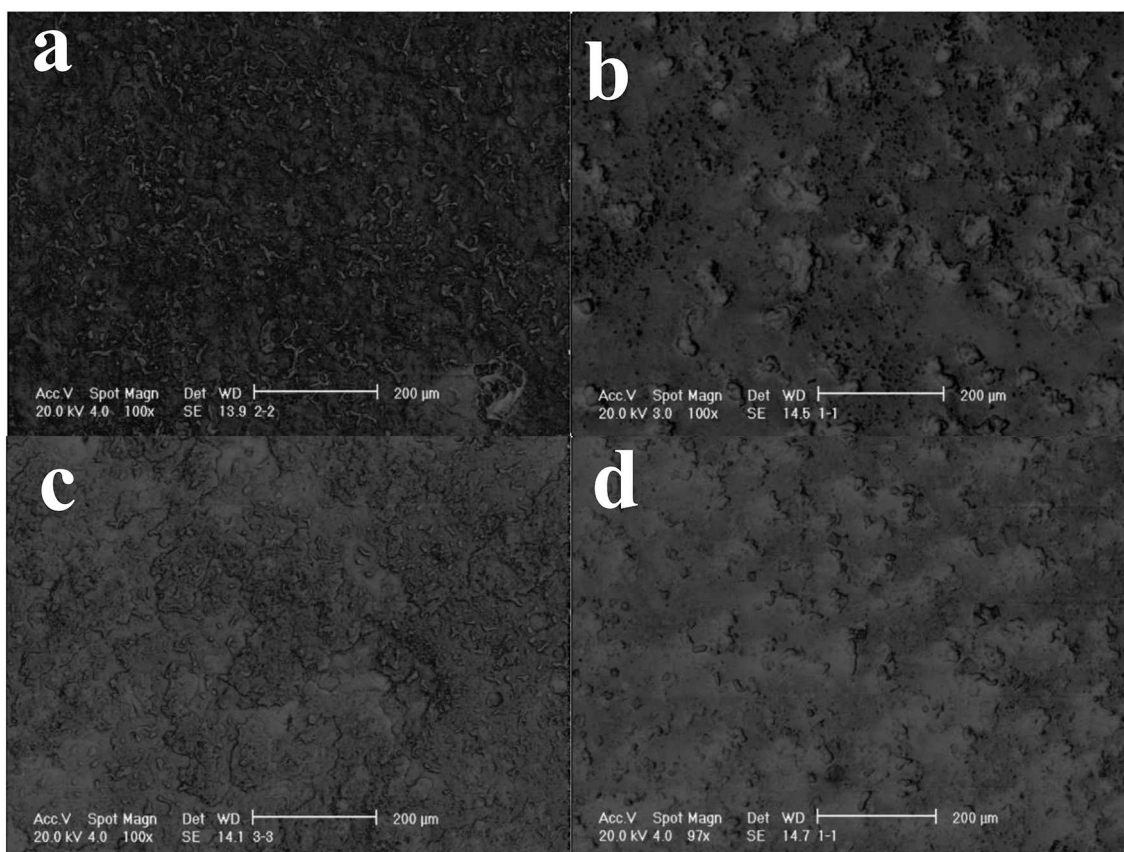 a
Acc.V Spot Magn Det WD 200 µm
20.0 kV 4.0 100x SE 13.9 2-2
b
Acc.V Spot Magn Det WD 200 µm
20.0 kV 3.0 100x SE 14.5 1-1
c
Acc.V Spot Magn Det WD 200 µm
20.0 kV 4.0 100x SE 14.1 3-3
d
Acc.V Spot Magn Det WD 200 µm
20.0 kV 4.0 97x SE 14.7 1-1